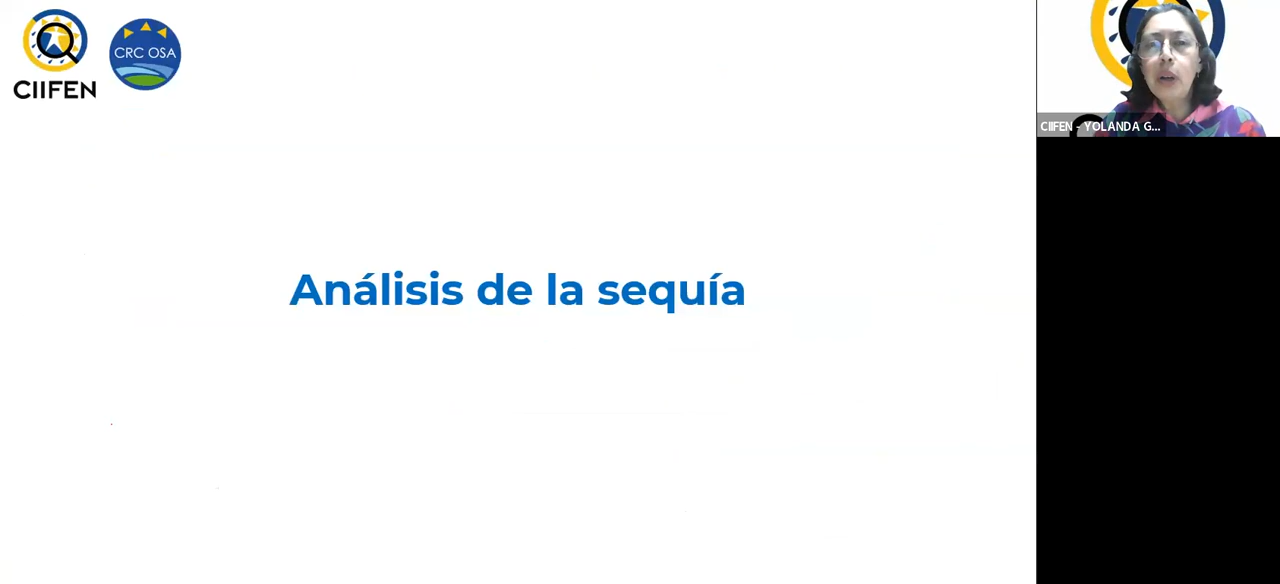 CIIFEN
CRC OSA
Análisis de la sequía
CIIFEN - YOLANDA G...